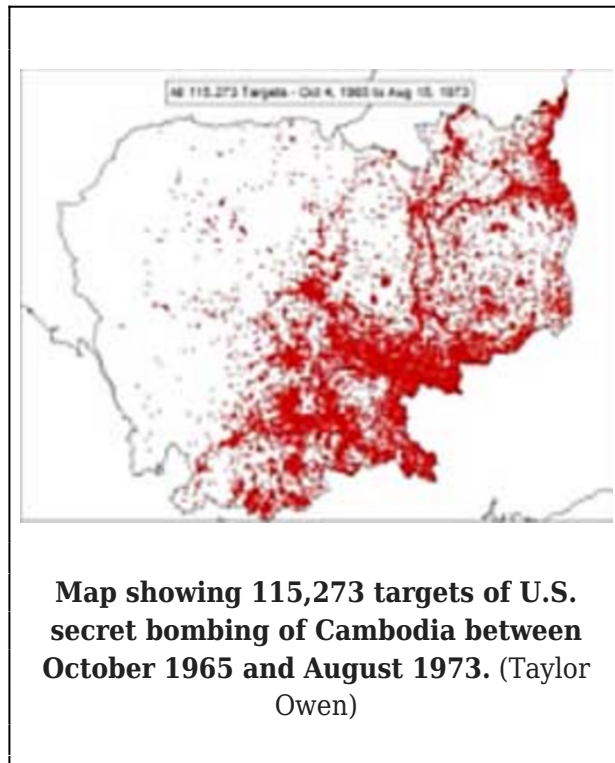 All 115,273 Targets - Oct 4, 1965 to Aug 15, 1973
Map showing 115,273 targets of U.S.
secret bombing of Cambodia between
October 1965 and August 1973. (Taylor
Owen)